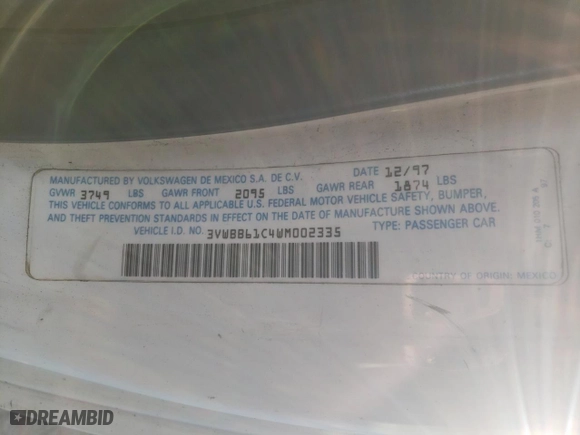 MANUFACTURED BY VOLKSWAGEN DE MEXICO S.A. DE C.V. DATE 12/97
GVWR 3749 LBS GAWR FRONT 2095 LBS GAWR REAR 1874 LBS
THIS VEHICLE CONFORMS TO ALL APPLICABLE U.S. FEDERAL MOTOR VEHICLE SAFETY, BUMPER,
AND THEFT PREVENTION STANDARDS IN EFFECT ON THE DATE OF MANUFACTURE SHOWN ABOVE.
VEHICLE I.D. NO. 3VWBB61C4WM002335 TYPE: PASSENGER CAR
COUNTRY OF ORIGIN: MEXICO
DREAMBID